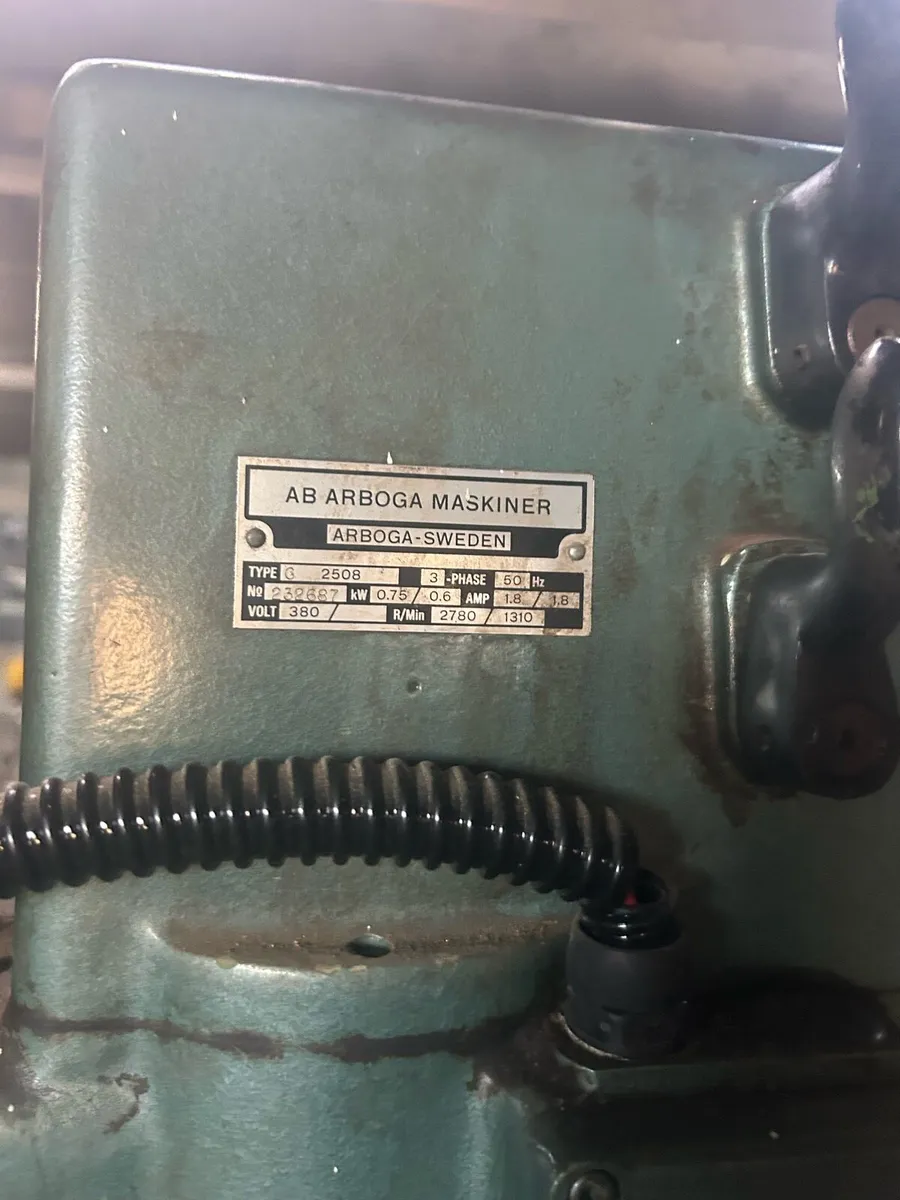 AB ARBOGA MASKINER
ARBOGA-SWEDEN
TYPE G 2508 3 -PHASE 50 Hz
Nº 232687 kW 0.75 / 0.6 AMP 1.8 / 1.8
VOLT 380 / R/Min 2780 / 1310